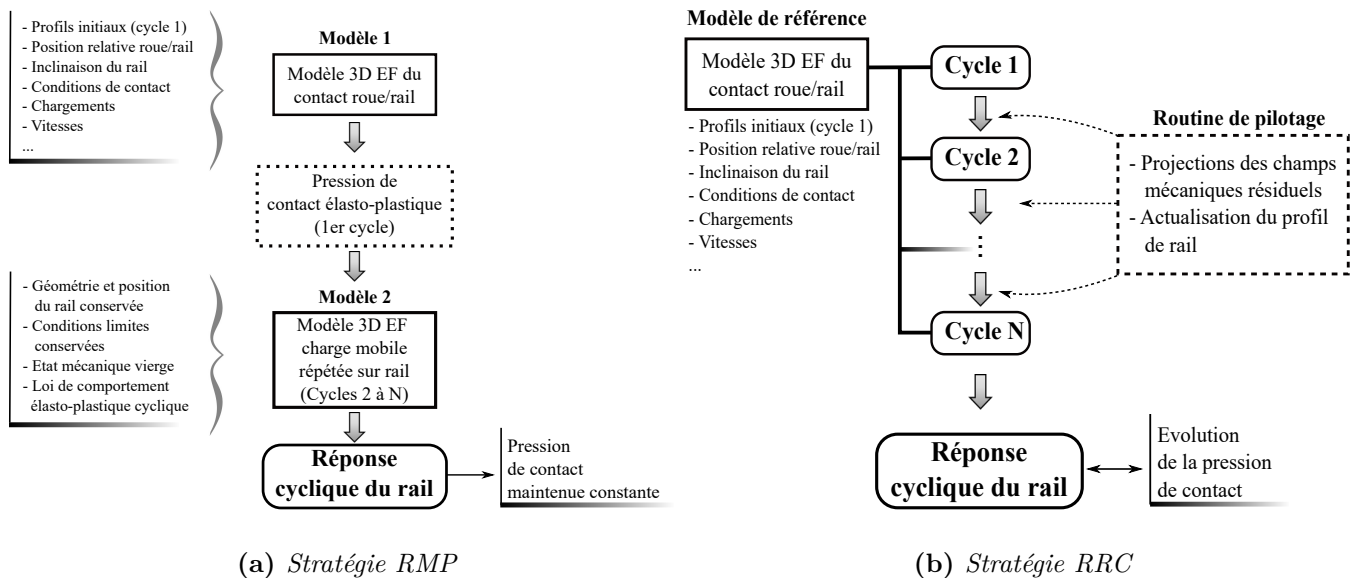 - Profils initiaux (cycle 1)
- Position relative roue/rail
- Inclinaison du rail
- Conditions de contact
- Chargements
- Vitesses
...
Modèle 1
Modèle 3D EF du
contact roue/rail
Pression de
contact élasto-plastique
(1er cycle)
- Géométrie et position
du rail conservée
- Conditions limites
conservées
- Etat mécanique vierge
- Loi de comportement
élasto-plastique cyclique
Modèle 2
Modèle 3D EF
charge mobile
répétée sur rail
(Cycles 2 à N)
Réponse
cyclique du rail
Pression
de contact
maintenue constante
(a) Stratégie RMP
Modèle de référence
Modèle 3D EF du
contact roue/rail
- Profils initiaux (cycle 1)
- Position relative roue/rail
- Inclinaison du rail
- Conditions de contact
- Chargements
- Vitesses
...
Cycle 1
Cycle 2
Cycle N
Routine de pilotage
- Projections des champs
mécaniques résiduels
- Actualisation du profil
de rail
Réponse
cyclique du rail
Evolution
de la pression
de contact
(b) Stratégie RRC